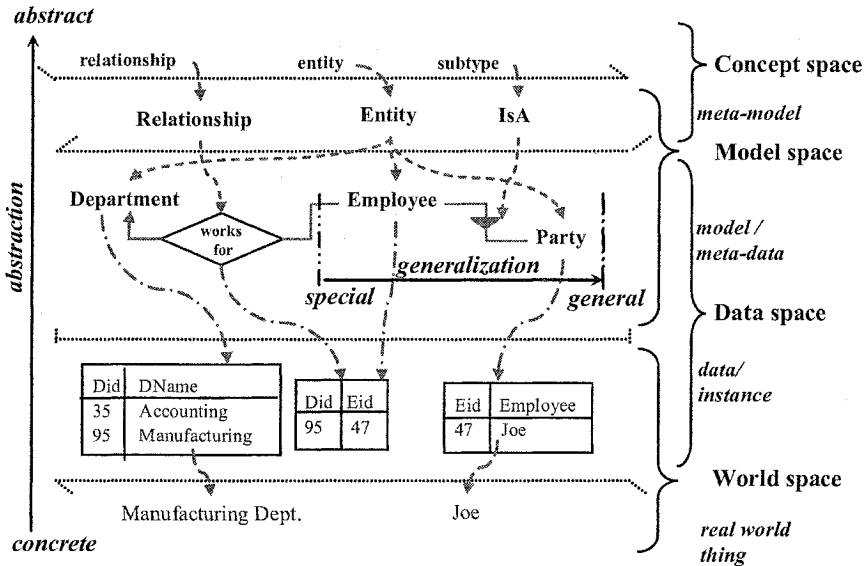 abstract
relationship
entity
subtype
Concept space
Relationship
Entity
IsA
meta-model
Model space
Department
Employee
works
for
Party
model /
meta-data
generalization
special
general
abstraction
Data space
Did DName
35 Accounting
95 Manufacturing
Did Eid
95 47
Eid Employee
47 Joe
data/
instance
World space
Manufacturing Dept.
Joe
real world
thing
concrete